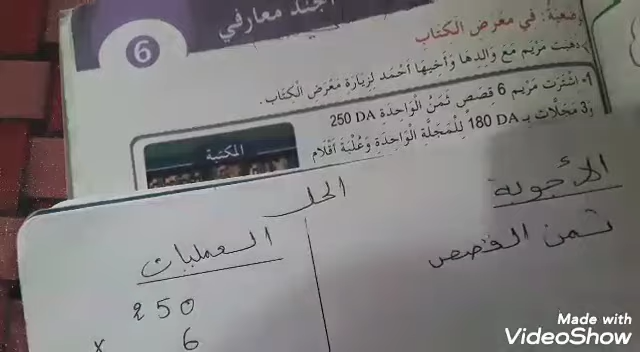 أجند معارفي
6
وضعية: في معرض الكتاب
ذهبت مريم مع والدها وأخيها أحمد لزيارة معرض الكتاب.
أ• اشترت مريم 6 قصص ثمن الواحدة 250 DA
و3 مجلات بـ 180 DA للمجلة الواحدة وعلبة أقلام
المكتبة
الحل
الأجوبة
العمليات
ثمن القصص
250
× 6
Made with
VideoShow